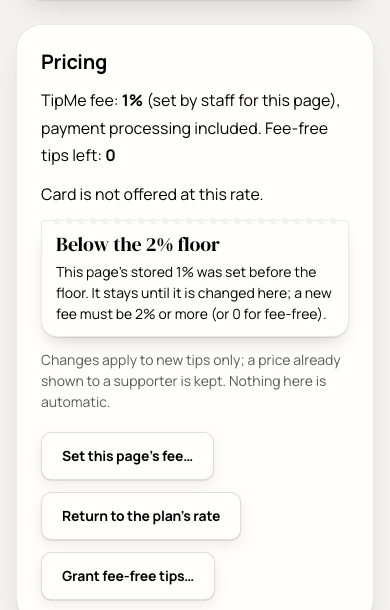 Pricing
TipMe fee: 1% (set by staff for this page),
payment processing included. Fee-free
tips left: 0
Card is not offered at this rate.
Below the 2% floor
This page's stored 1% was set before the
floor. It stays until it is changed here; a new
fee must be 2% or more (or 0 for fee-free).
Changes apply to new tips only; a price already
shown to a supporter is kept. Nothing here is
automatic.
Set this page's fee…
Return to the plan's rate
Grant fee-free tips…